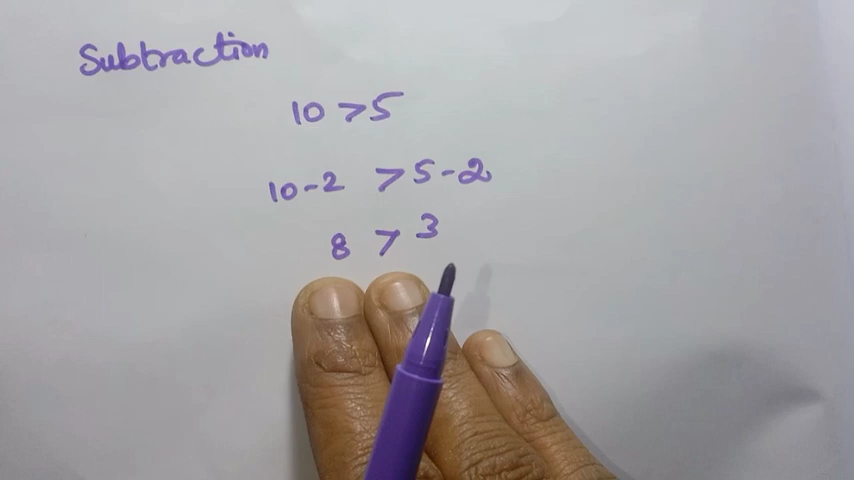 Subtraction
10 > 5
10 - 2 > 5 - 2
8 > 3